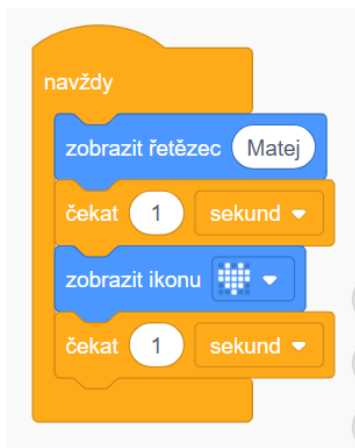 navždy
zobrazit řetězec Matej
čekat 1 sekund
zobrazit ikonu
čekat 1 sekund